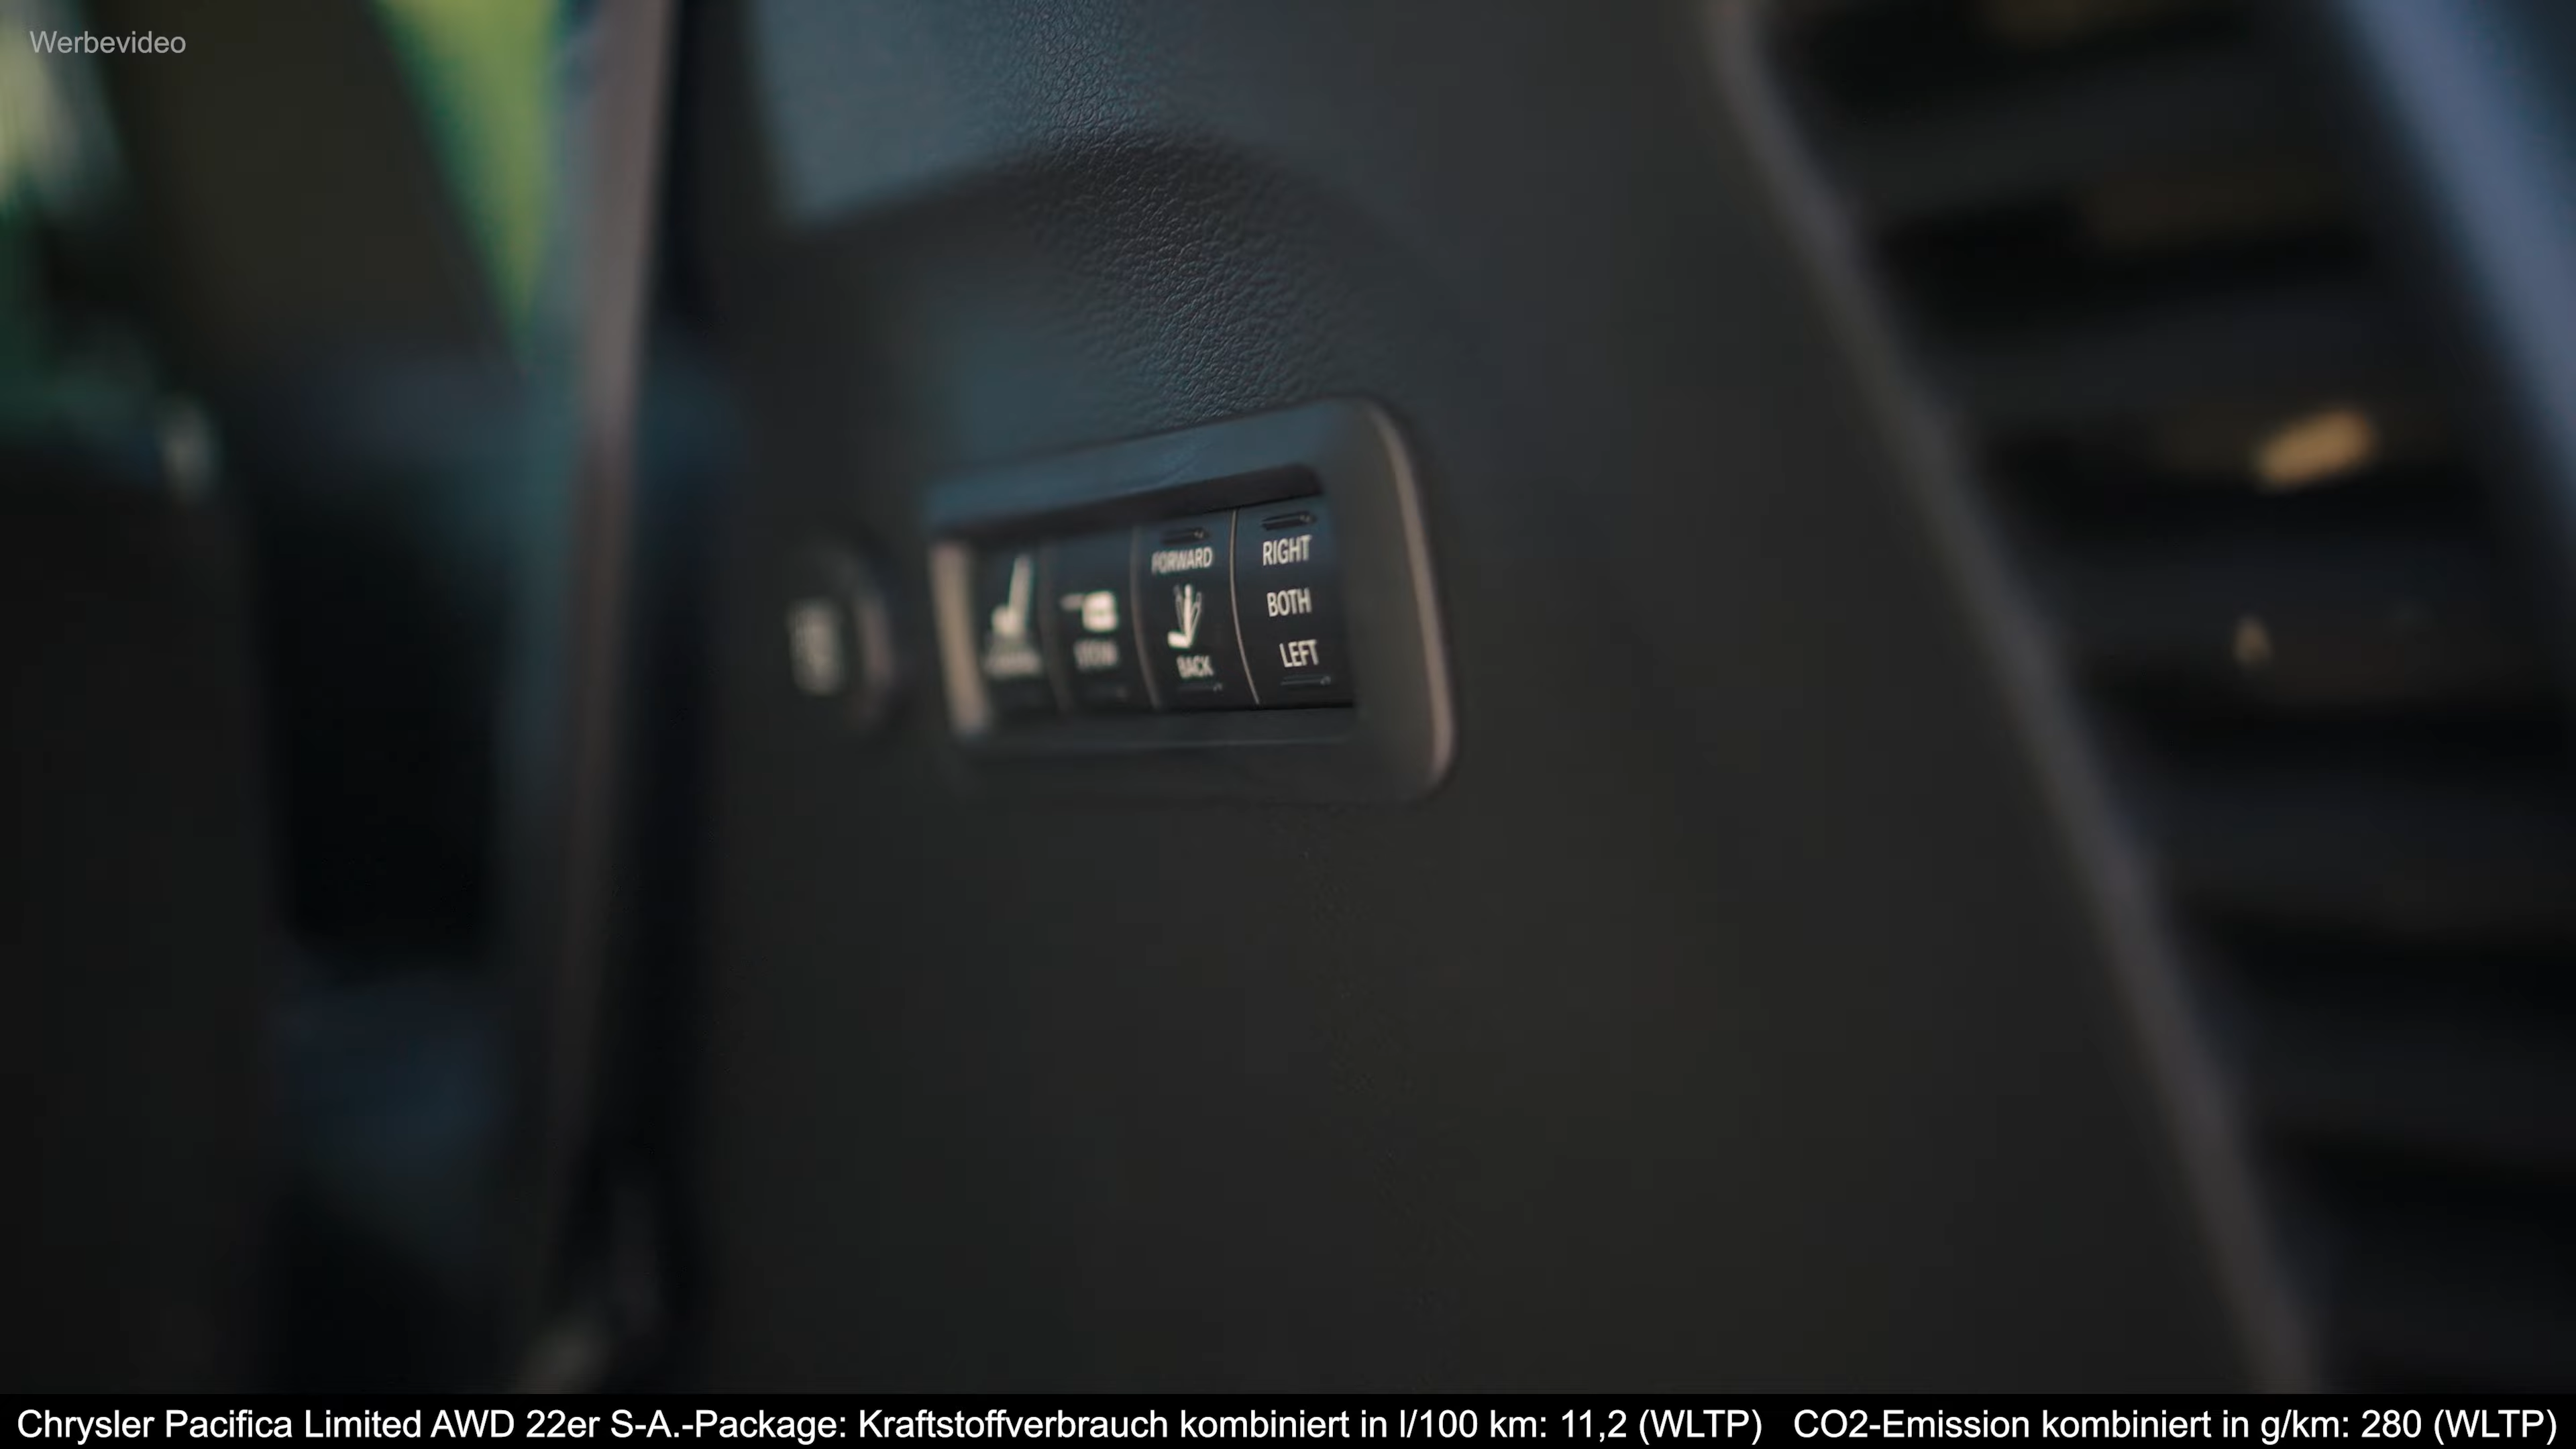 Werbevideo
FORWARD
BACK
RIGHT
BOTH
LEFT
STOW
Chrysler Pacifica Limited AWD 22er S-A.-Package: Kraftstoffverbrauch kombiniert in l/100 km: 11,2 (WLTP) CO2-Emission kombiniert in g/km: 280 (WLTP)